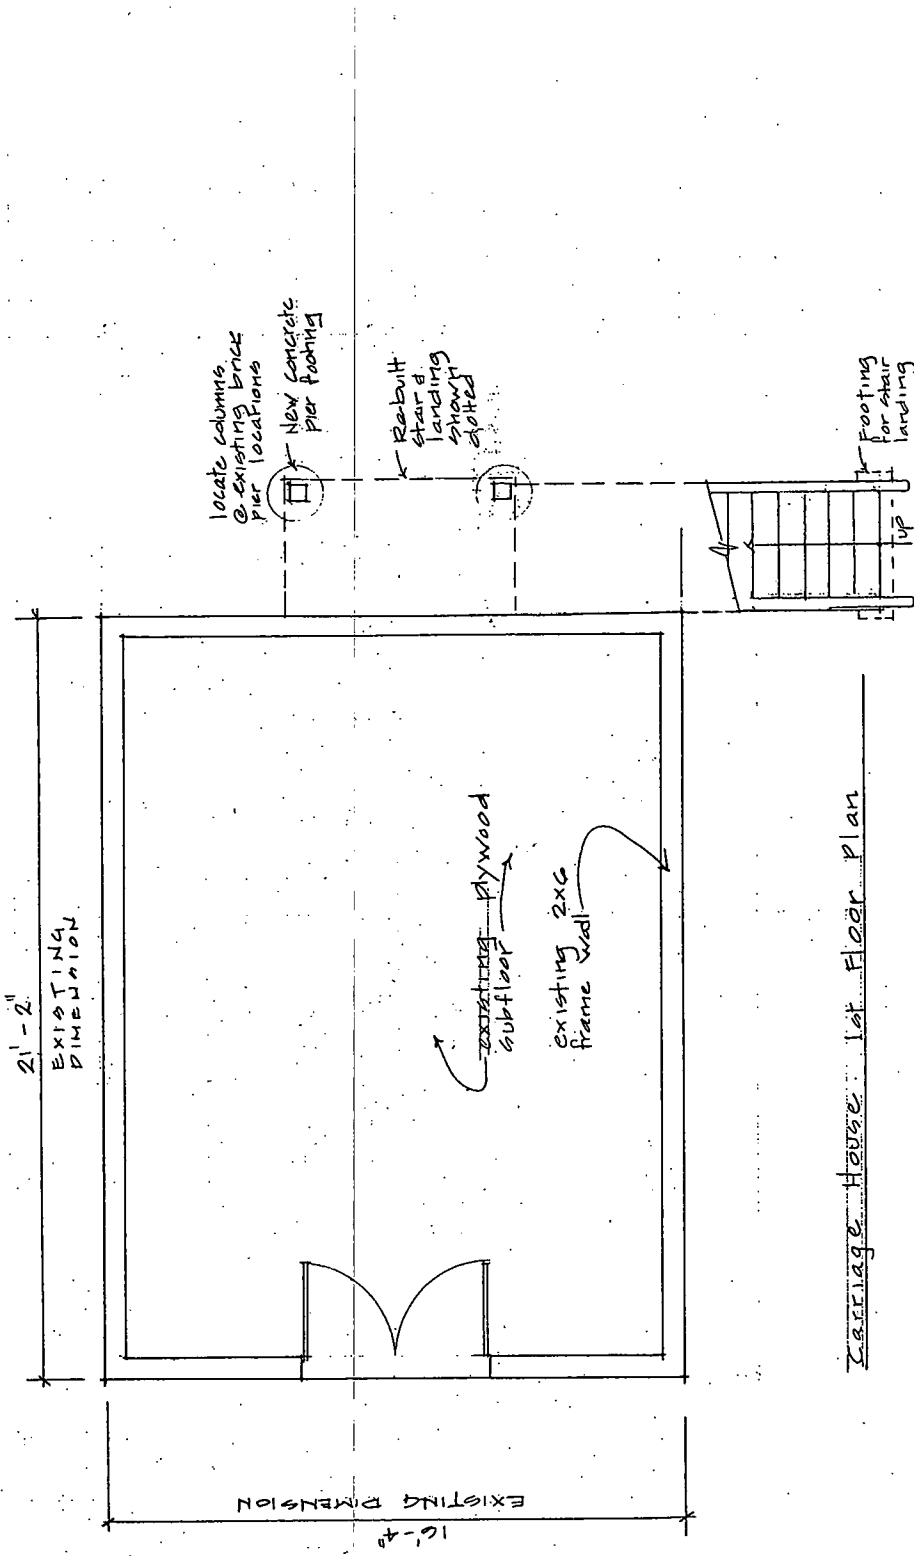 21'-2"
EXISTING
DIMENSION
locate columns
@ existing brick
pier locations
New concrete
pier footing
Rebuilt
stair &
landing
shown
dotted
existing plywood
subfloor
existing 2x6
frame wall
Footing
for stair
landing
up
16'-4"
EXISTING DIMENSION
Carriage House : 1st Floor Plan